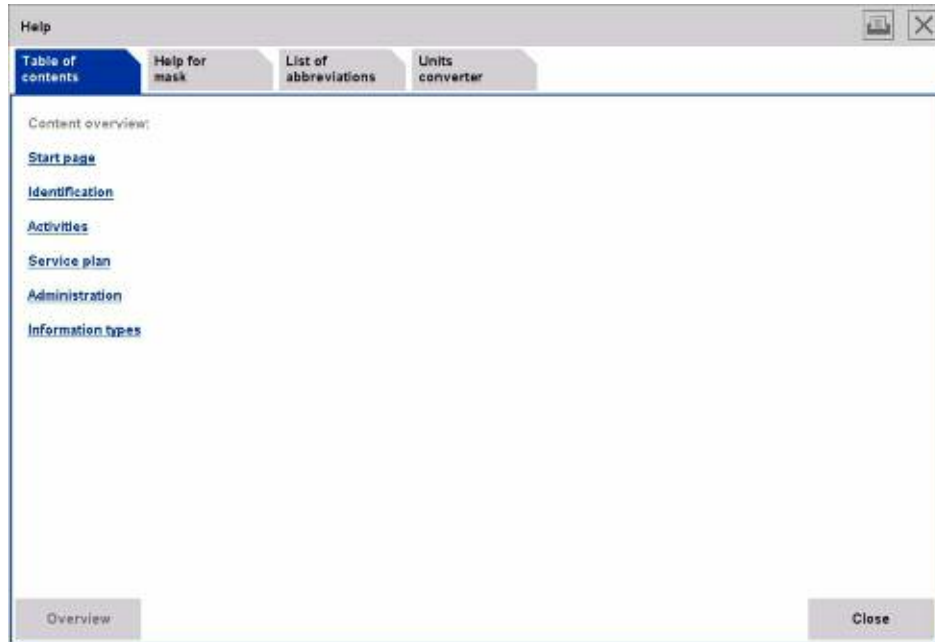 Help
Table of
contents
Help for
mask
List of
abbreviations
Units
converter
Content overview:
Start page
Identification
Activities
Service plan
Administration
Information types
Overview
Close